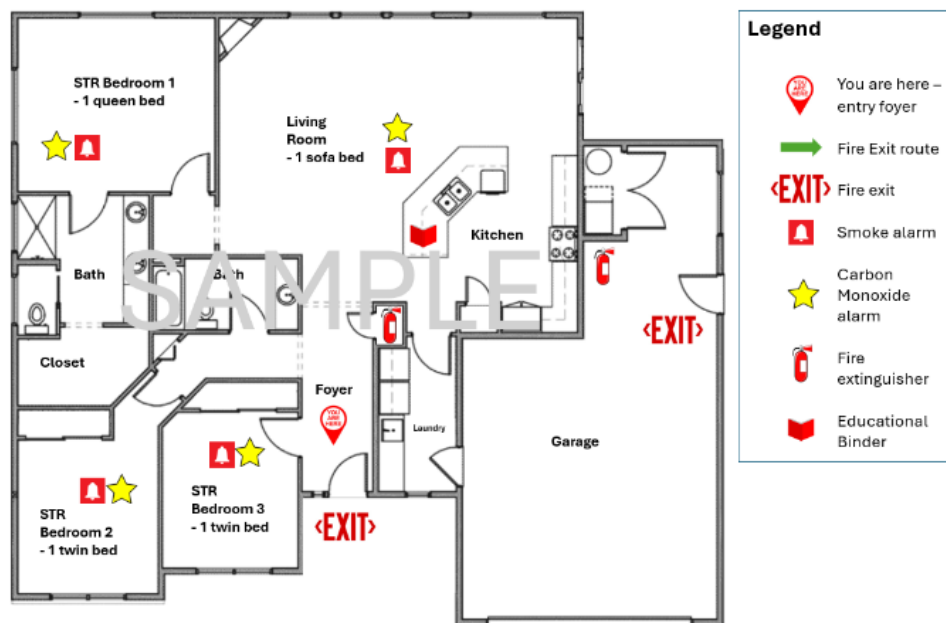 STR Bedroom 1
- 1 queen bed
Living
Room
- 1 sofa bed
Kitchen
Bath
Bath
SAMPLE
Closet
Foyer
YOU
ARE
HERE
Laundry
Garage
EXIT
EXIT
STR
Bedroom 2
- 1 twin bed
STR
Bedroom 3
- 1 twin bed
Legend
YOU
ARE
HERE
You are here –
entry foyer
Fire Exit route
EXIT
Fire exit
Smoke alarm
Carbon
Monoxide
alarm
Fire
extinguisher
Educational
Binder